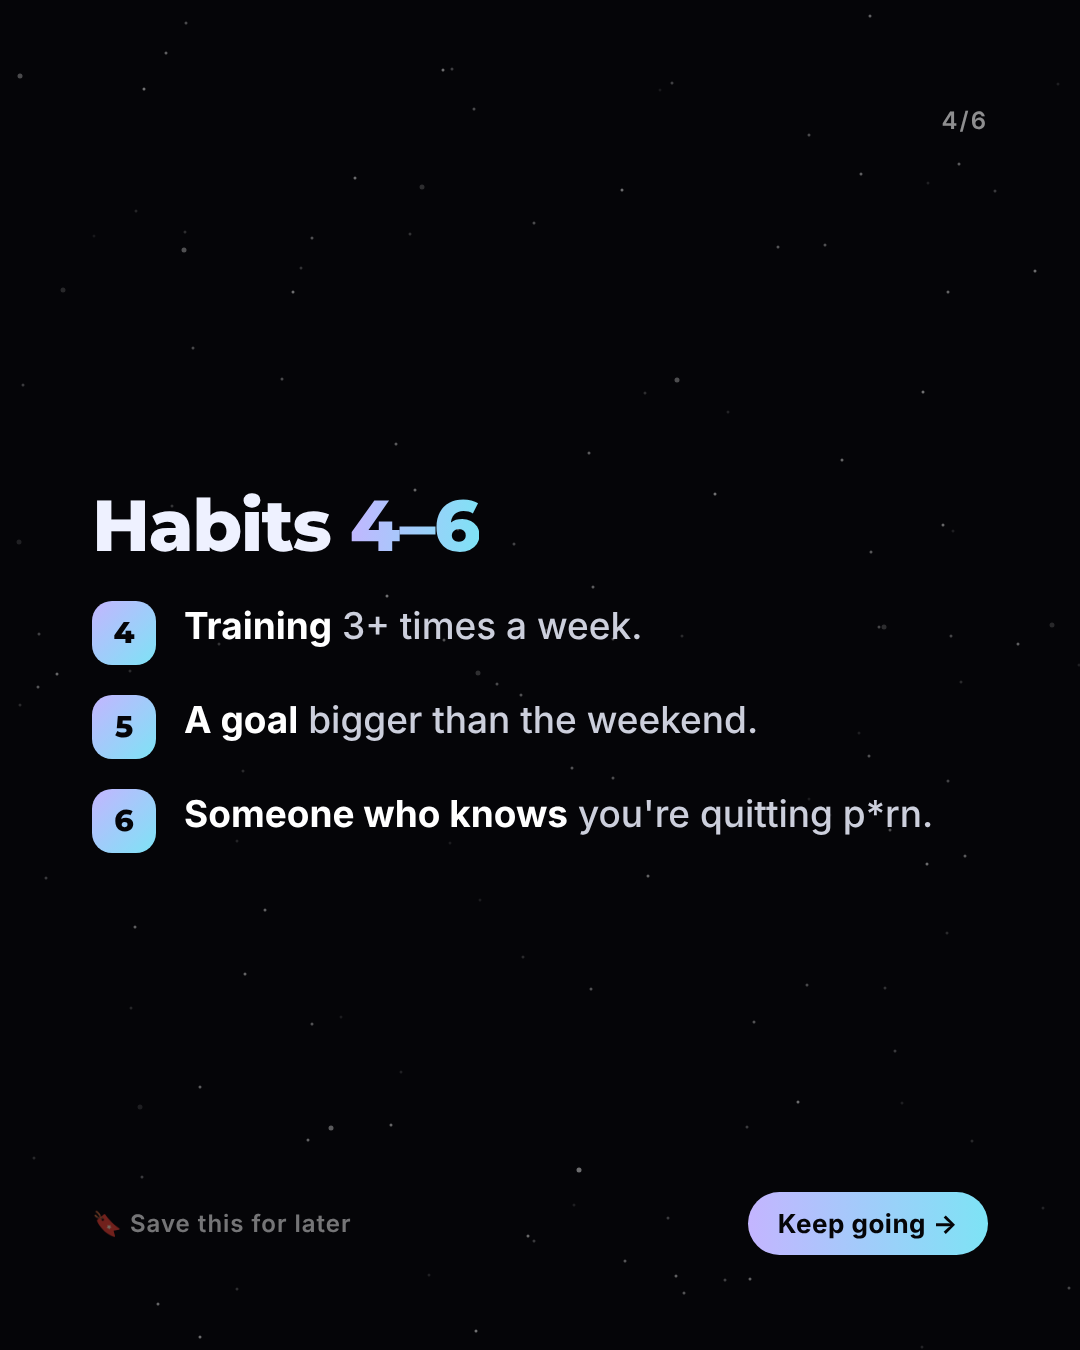 4/6
Habits 4–6
4 Training 3+ times a week.
5 A goal bigger than the weekend.
6 Someone who knows you're quitting p*rn.
🔖 Save this for later
Keep going →